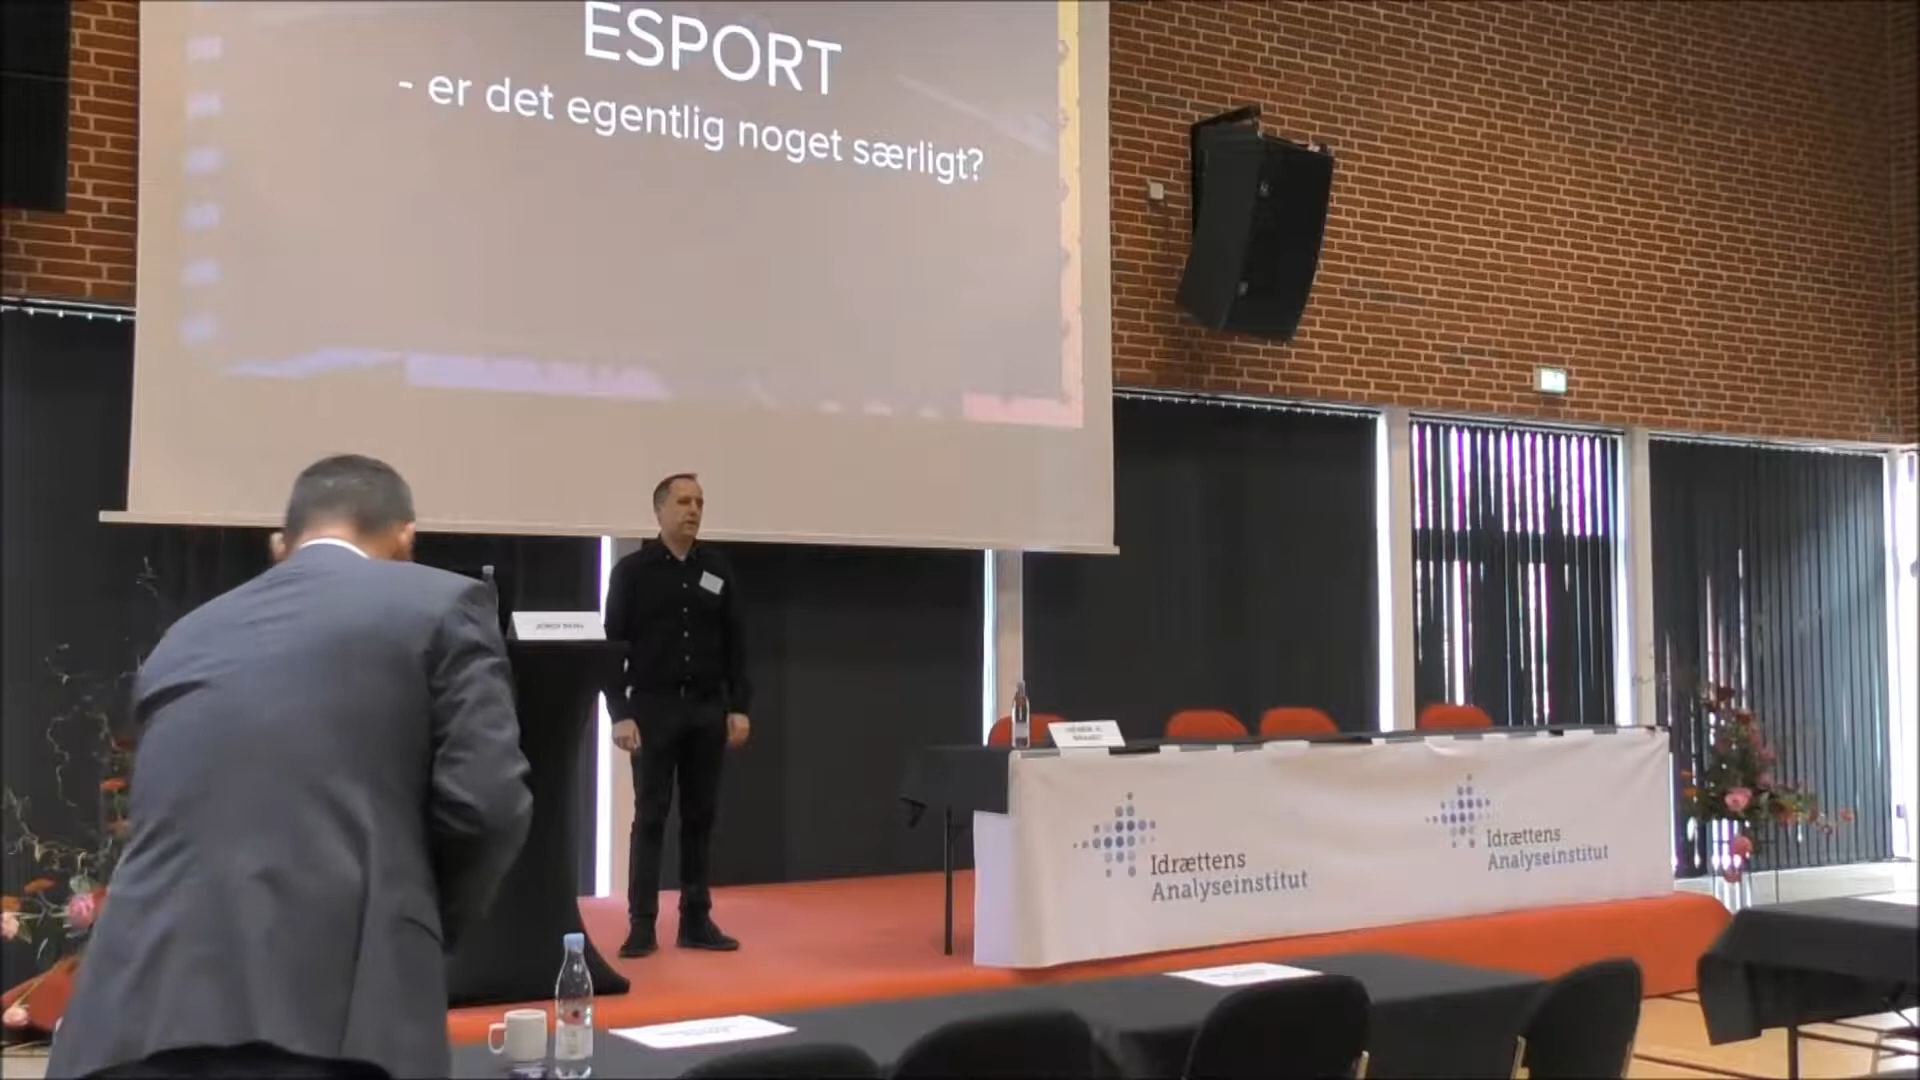 ESPORT
- er det egentlig noget særligt?
Idrættens
Analyseinstitut
Idrættens
Analyseinstitut